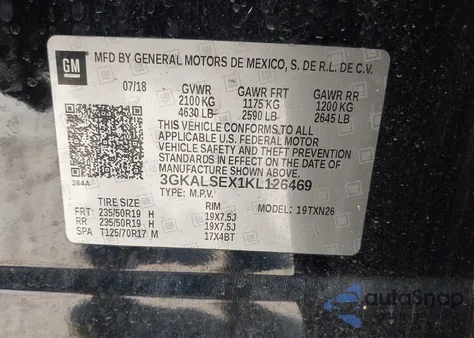 GM
MFD BY GENERAL MOTORS DE MEXICO, S. DE R.L. DE C.V.
07/18 GVWR GAWR FRT GAWR RR
2100 KG 1175 KG 1200 KG
4630 LB 2590 LB 2645 LB
THIS VEHICLE CONFORMS TO ALL
APPLICABLE U.S. FEDERAL MOTOR
VEHICLE SAFETY, BUMPER, AND THEFT
PREVENTION STANDARDS IN EFFECT ON THE
DATE OF MANUFACTURE SHOWN ABOVE.
3GKALSEX1KL126469
384A TYPE: M.P.V. MODEL: 19TXN26
TIRE SIZE RIM
FRT 235/50R19 H 19X7.5J
RR 235/50R19 H 19X7.5J
SPA T125/70R17 M 17X4BT
autoSnap